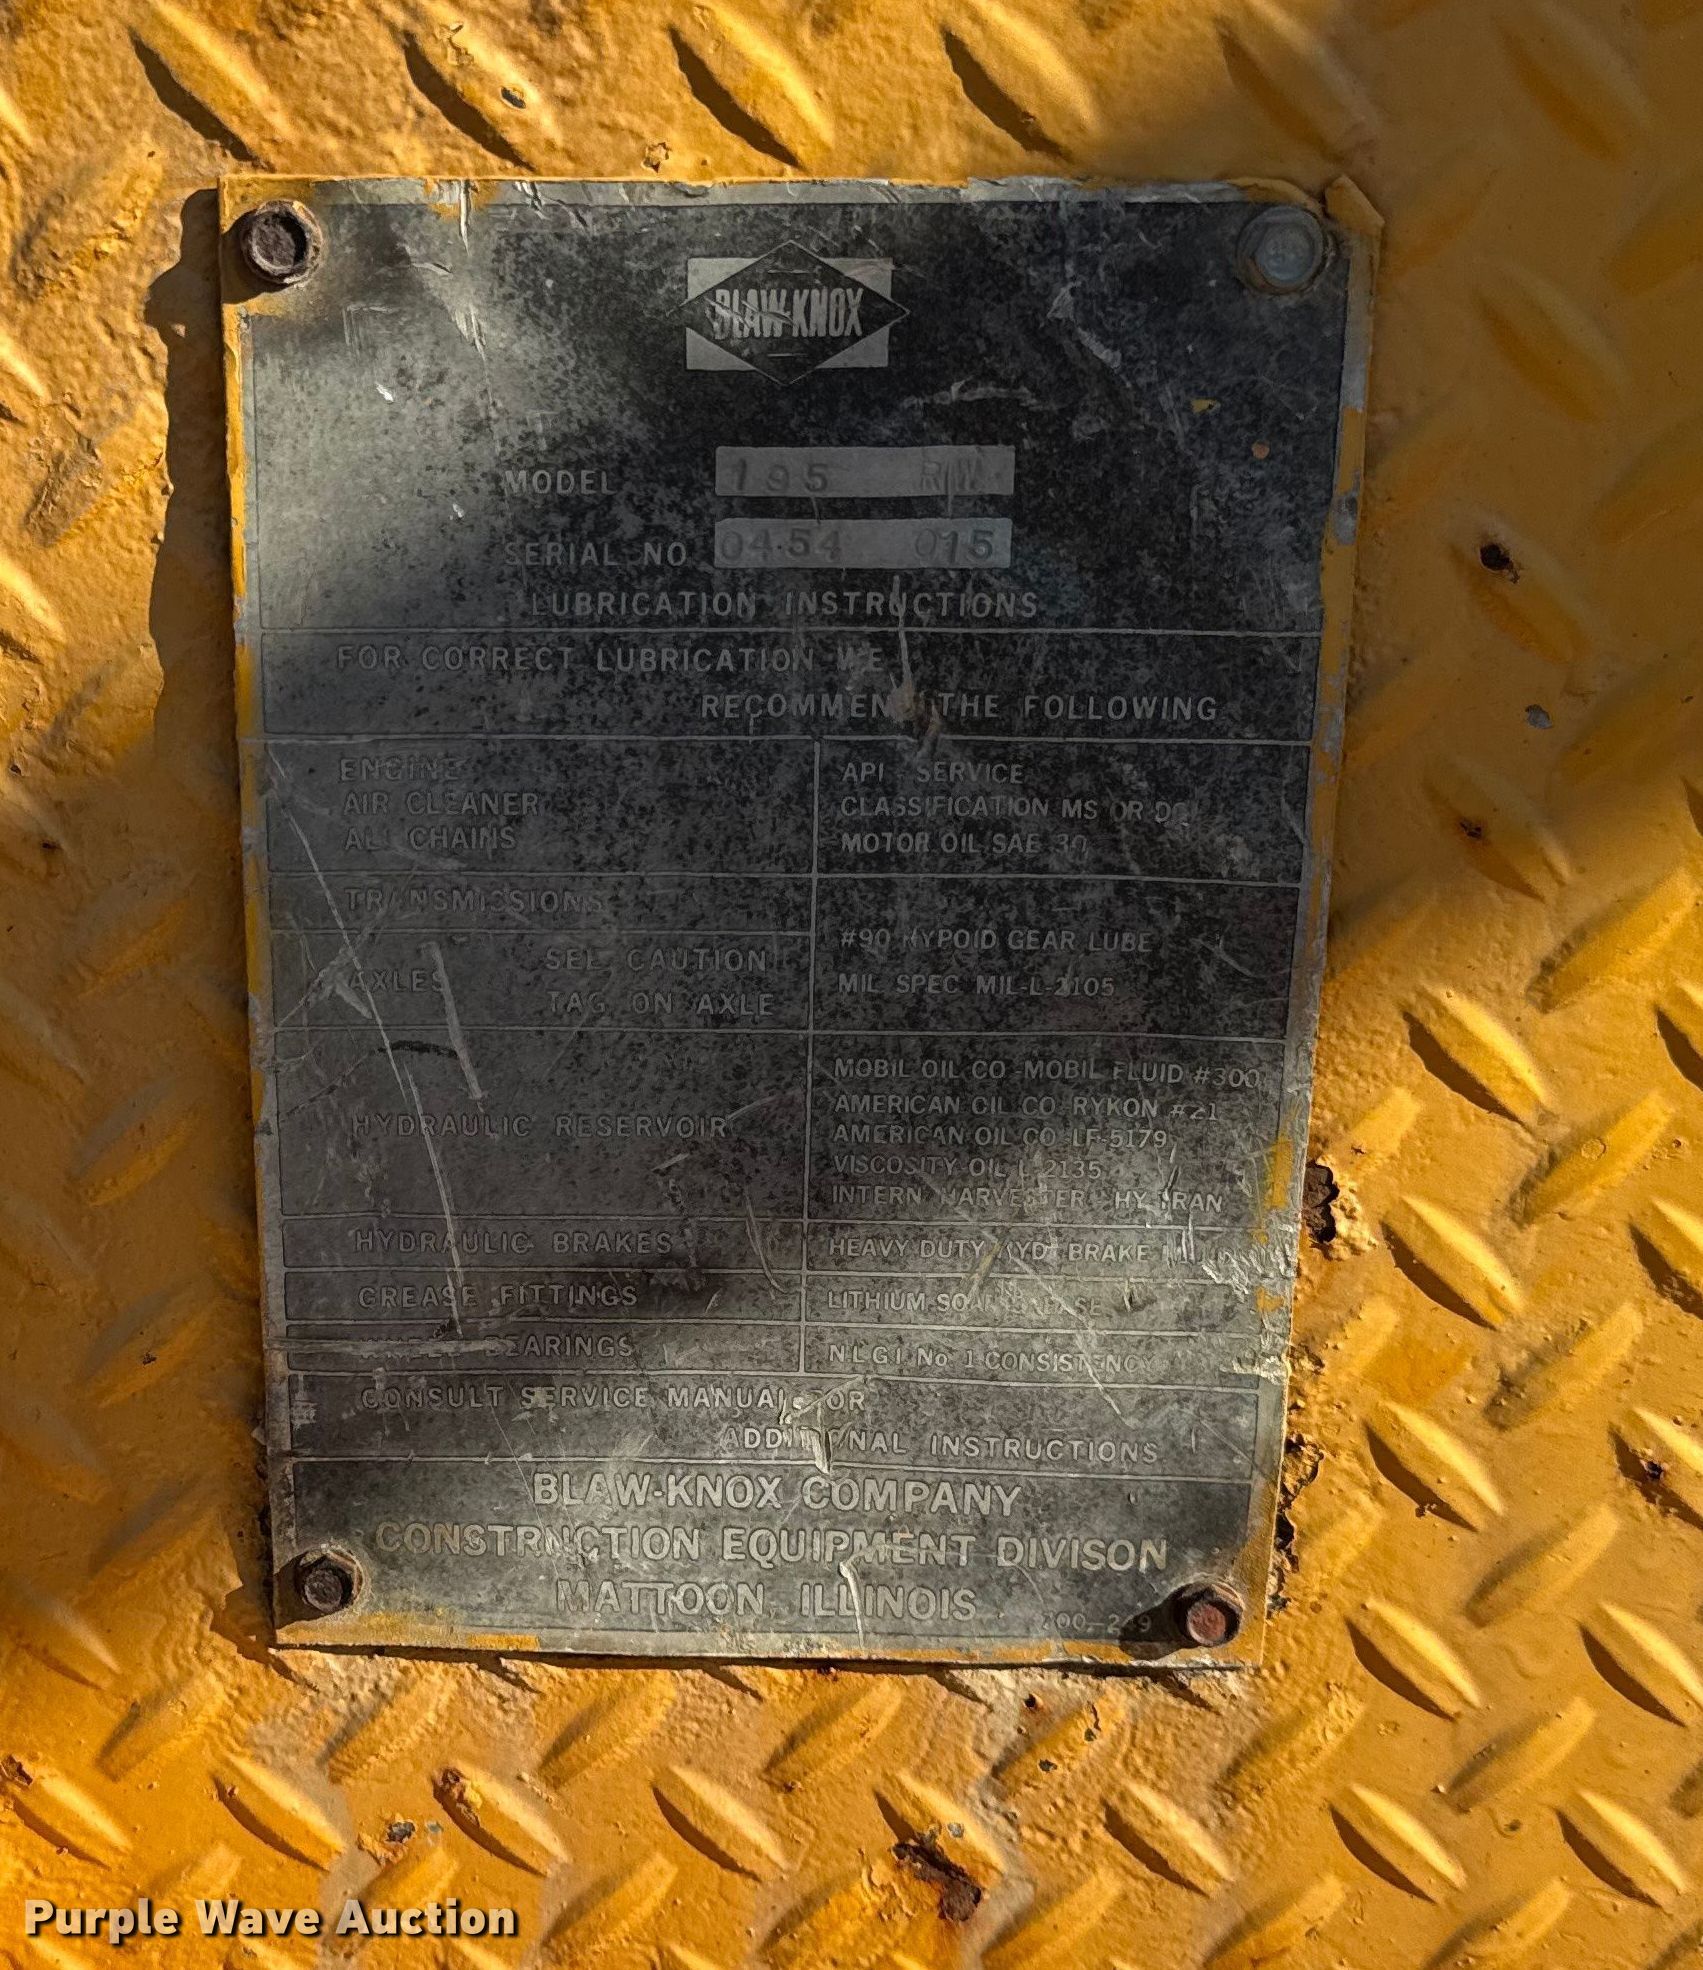 BLAW-KNOX
MODEL 195 RW
SERIAL NO. 0454 015
LUBRICATION INSTRUCTIONS
FOR CORRECT LUBRICATION WE
RECOMMEND THE FOLLOWING
ENGINE
AIR CLEANER
ALL CHAINS
API SERVICE
CLASSIFICATION MS OR DG
MOTOR OIL SAE 30
TRANSMISSIONS
AXLES SEE CAUTION
TAG ON AXLE
#90 HYPOID GEAR LUBE
MIL SPEC MIL-L-2105
HYDRAULIC RESERVOIR
MOBIL OIL CO-MOBIL FLUID #300
AMERICAN OIL CO. RYKON #21
AMERICAN OIL CO. LF-5179
VISCOSITY OIL L-2135
INTERN HARVESTER HY TRAN
HYDRAULIC BRAKES
HEAVY DUTY HYD BRAKE
GREASE FITTINGS
LITHIUM SOAP GREASE
WHEEL BEARINGS
N.L.G.I. No. 1 CONSISTENCY
CONSULT SERVICE MANUAL FOR
ADDITIONAL INSTRUCTIONS
BLAW-KNOX COMPANY
CONSTRUCTION EQUIPMENT DIVISON
MATTOON, ILLINOIS
Purple Wave Auction